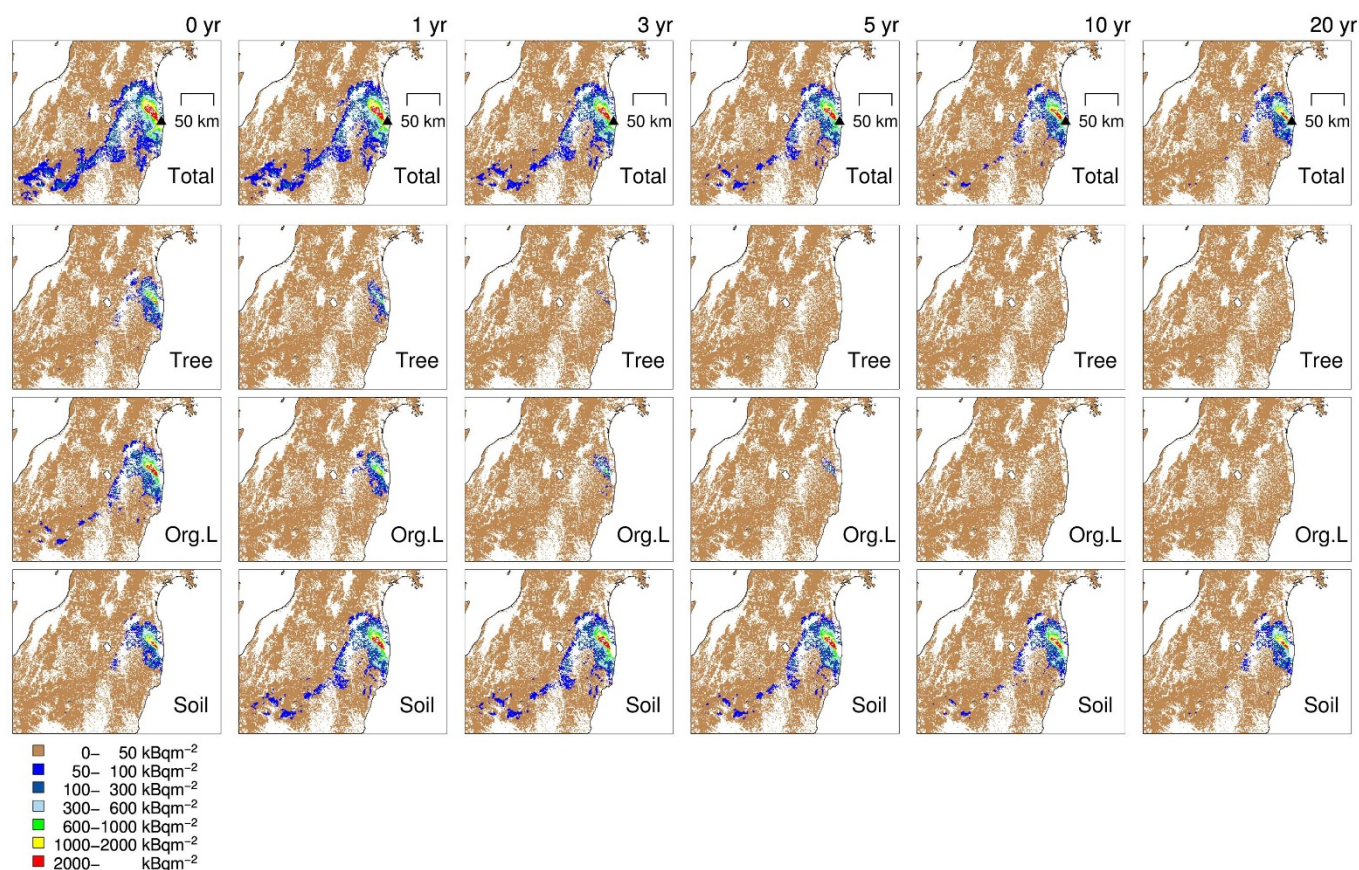 0 yr 1 yr 3 yr 5 yr 10 yr 20 yr
50 km 50 km 50 km 50 km 50 km 50 km
Total Total Total Total Total Total
Tree Tree Tree Tree Tree Tree
Org.L Org.L Org.L Org.L Org.L Org.L
Soil Soil Soil Soil Soil Soil
0– 50 kBqm⁻²
50– 100 kBqm⁻²
100– 300 kBqm⁻²
300– 600 kBqm⁻²
600–1000 kBqm⁻²
1000–2000 kBqm⁻²
2000– kBqm⁻²